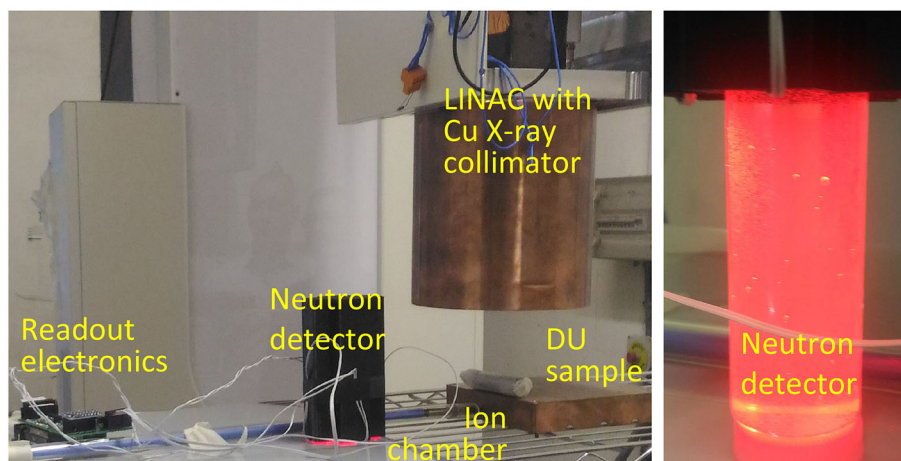 LINAC with
Cu X-ray
collimator
Neutron
detector
Readout
electronics
DU
sample
Ion
chamber
Neutron
detector